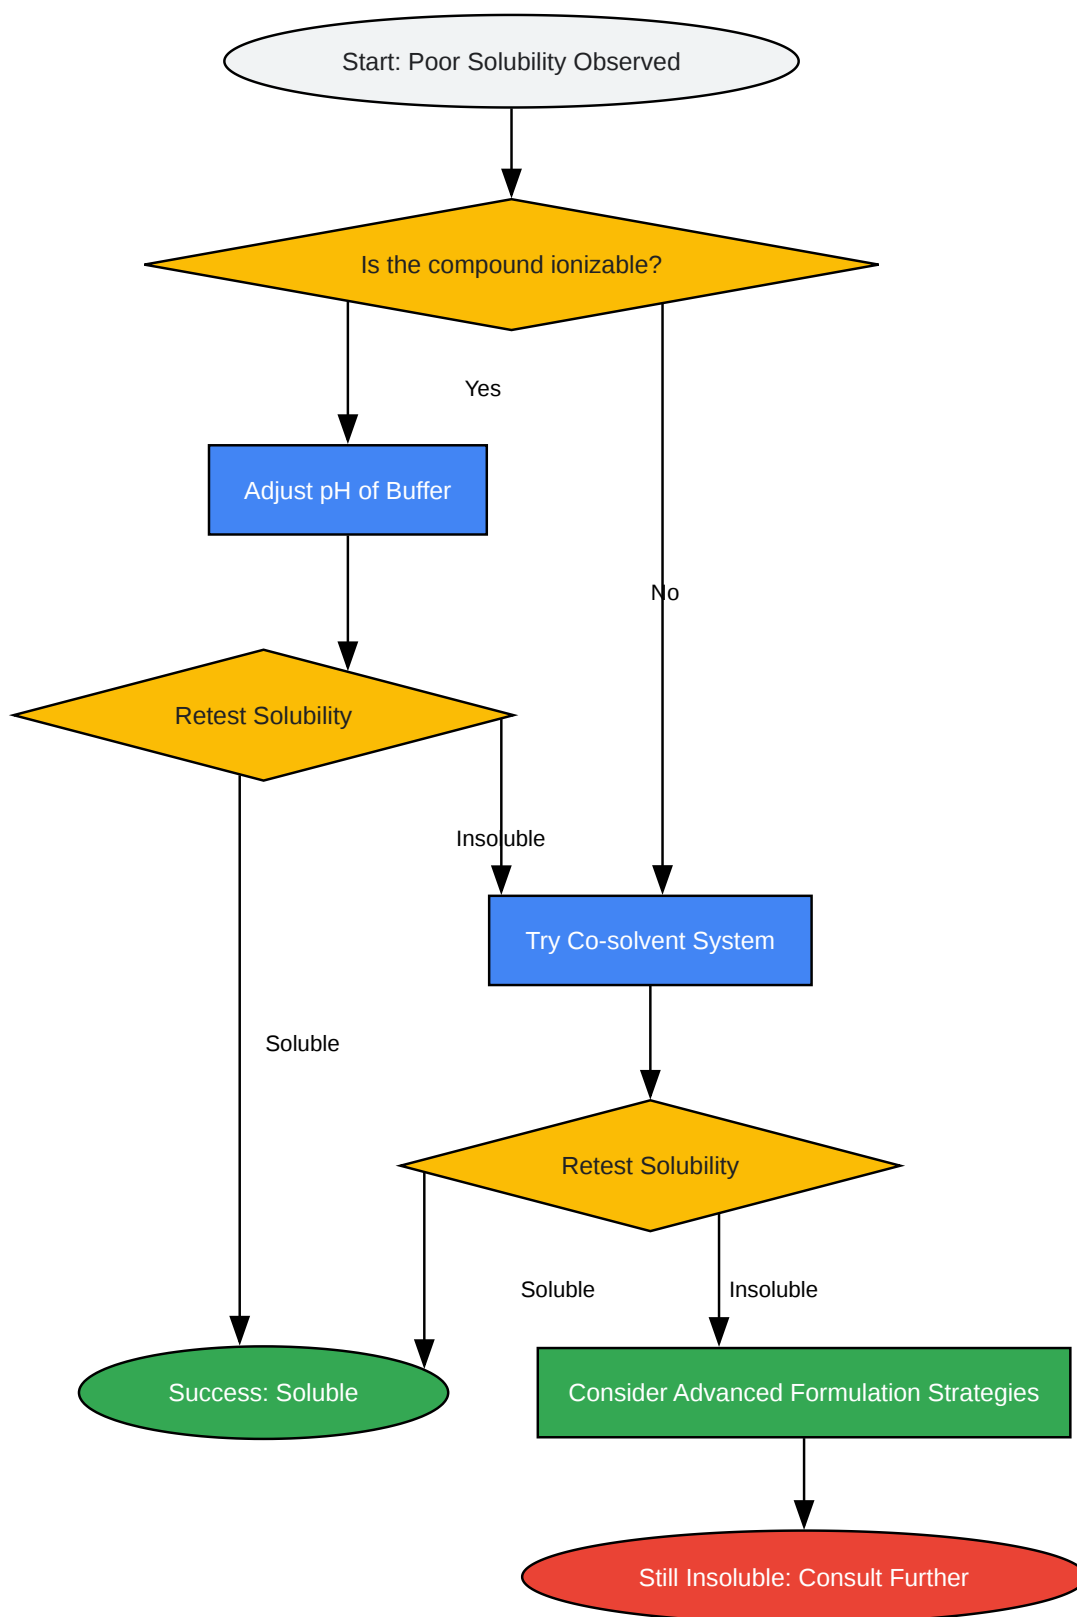 Start: Poor Solubility Observed
Is the compound ionizable?
Yes
Adjust pH of Buffer
No
Retest Solubility
Insoluble
Try Co-solvent System
Soluble
Retest Solubility
Soluble
Insoluble
Success: Soluble
Consider Advanced Formulation Strategies
Still Insoluble: Consult Further